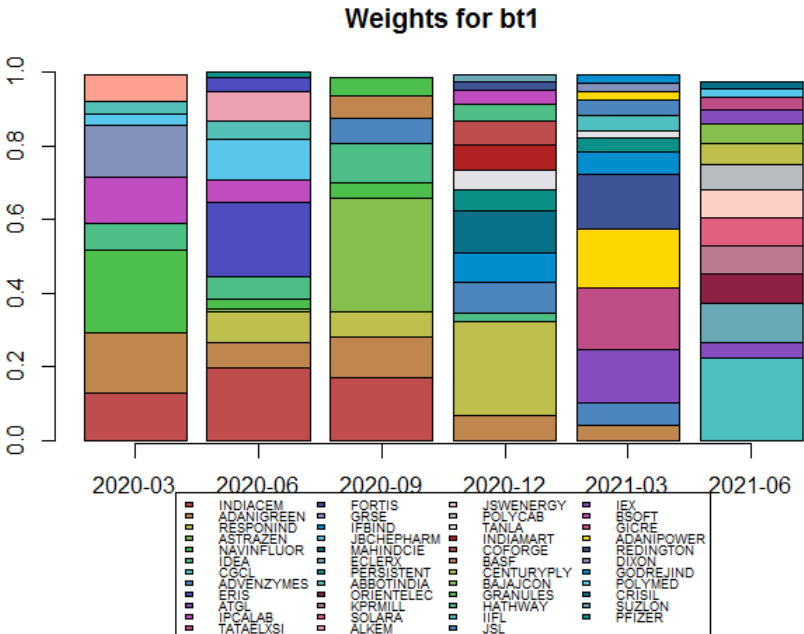 Weights for bt1
1.0
0.8
0.6
0.4
0.2
0.0
2020-03 2020-06 2020-09 2020-12 2021-03 2021-06
INDIACEM FORTIS JSWENERGY IEX
ADANIGREEN GRSE POLYCAB BSOFT
RESPONIND IFBIND TANLA GICRE
ASTRAZEN JBCHEPHARM INDIAMART ADANIPOWER
NAVINFLUOR MAHINDCIE COFORGE REDINGTON
IDEA ECLERX BASF DIXON
CGCL PERSISTENT CENTURYPLY GODREJIND
ADVENZYMES ABBOTINDIA BAJAJCON POLYMED
ERIS ORIENTELEC GRANULES CRISIL
ATGL KPRMILL HATHWAY SUZLON
IPCALAB SOLARA IIFL PFIZER
TATAELXSI ALKEM JSL